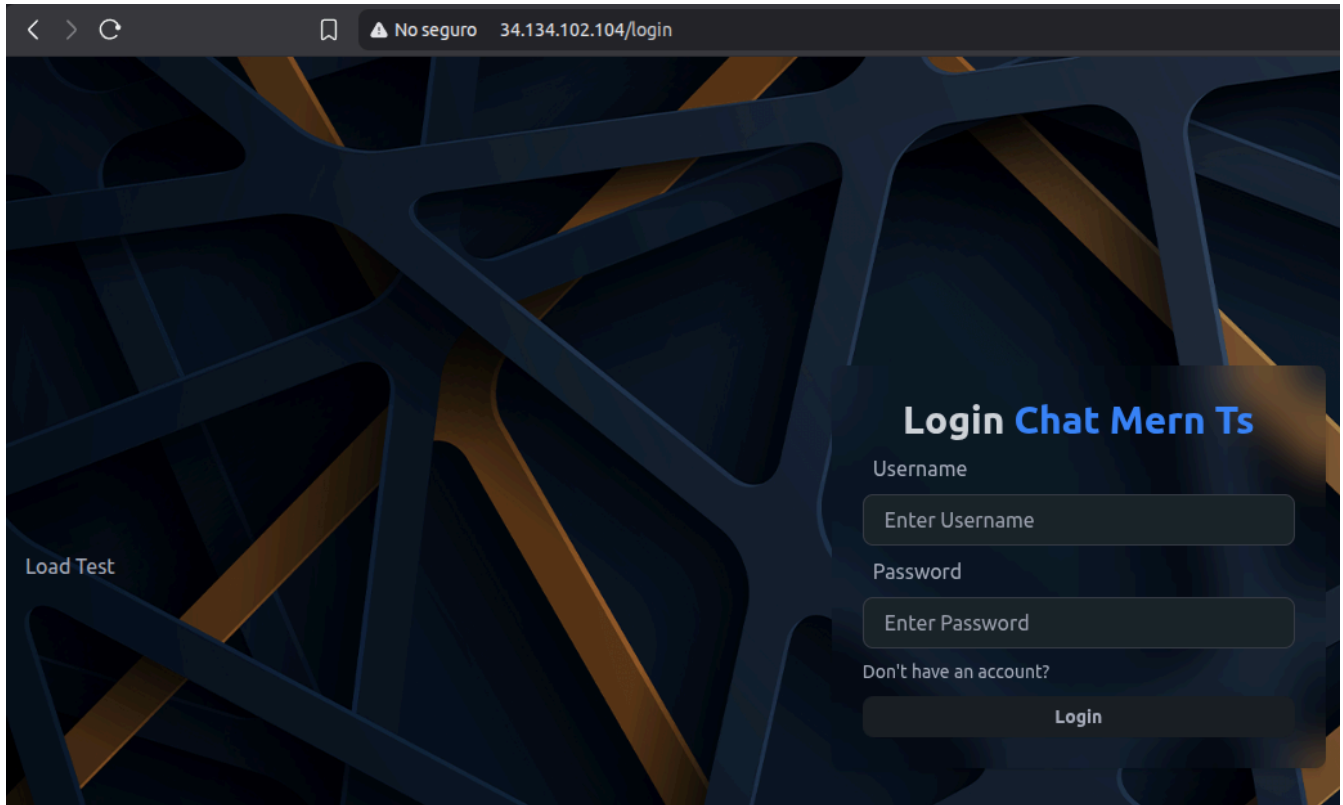 No seguro 34.134.102.104/login
Login Chat Mern Ts
Username
Enter Username
Load Test
Password
Enter Password
Don't have an account?
Login